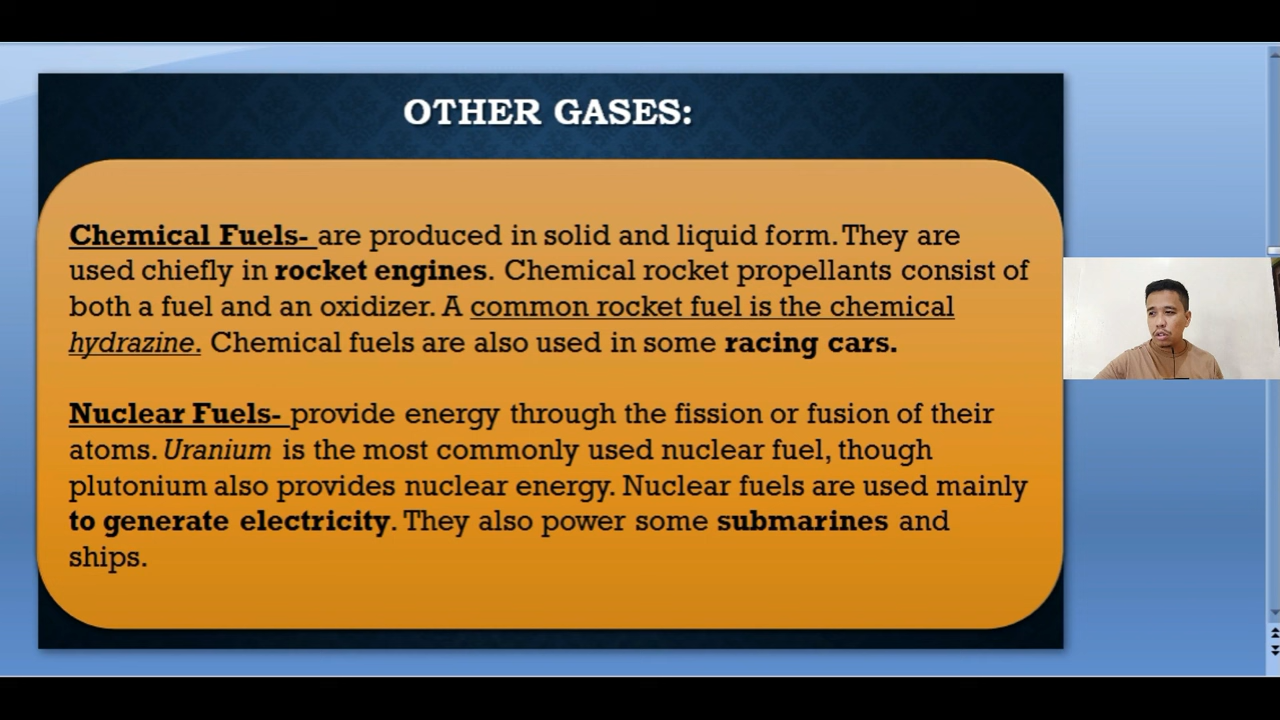 OTHER GASES:
Chemical Fuels- are produced in solid and liquid form. They are
used chiefly in rocket engines. Chemical rocket propellants consist of
both a fuel and an oxidizer. A common rocket fuel is the chemical
hydrazine. Chemical fuels are also used in some racing cars.
Nuclear Fuels- provide energy through the fission or fusion of their
atoms. Uranium is the most commonly used nuclear fuel, though
plutonium also provides nuclear energy. Nuclear fuels are used mainly
to generate electricity. They also power some submarines and
ships.